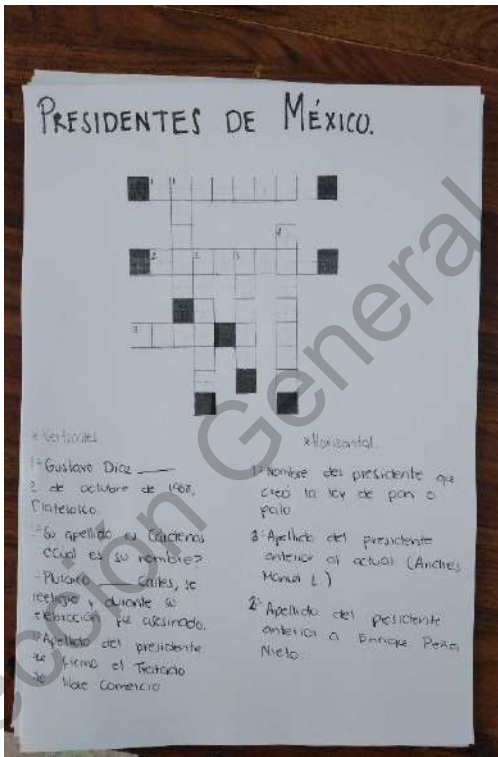 PRESIDENTES DE MÉXICO.
1 1
4
2 2 3
3
* Verticales.
1- Gustavo Díaz ____
2 de octubre de 1968,
Tlatelolco.
Su apellido es Cárdenas
¿cuál es su nombre?
- Plutarco ____ Calles, se
y durante su
fue asesinado.
Apellido del presidente
que firmó el Tratado
de libre Comercio
* Horizontal.
1- Nombre del presidente que
creó la ley de pan o
palo
3- Apellido del presidente
anterior al actual (Andrés
Manuel L.)
2- Apellido del presidente
anterior a Enrique Peña
Nieto.
ección General